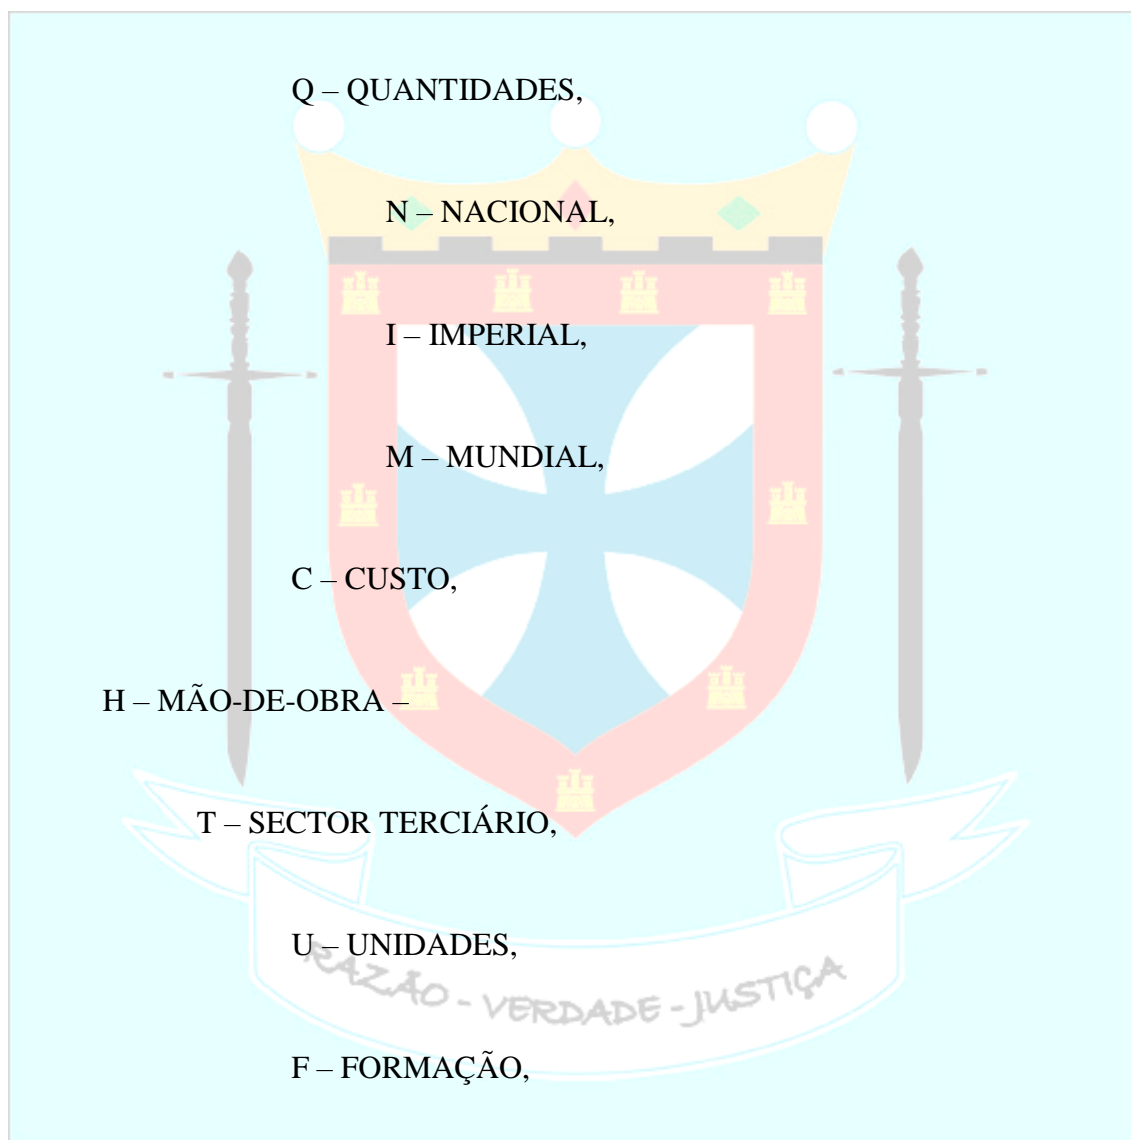 Q – QUANTIDADES,
N – NACIONAL,
I – IMPERIAL,
M – MUNDIAL,
C – CUSTO,
H – MÃO-DE-OBRA –
T – SECTOR TERCIÁRIO,
U – UNIDADES,
RAZÃO - VERDADE - JUSTIÇA
F – FORMAÇÃO,